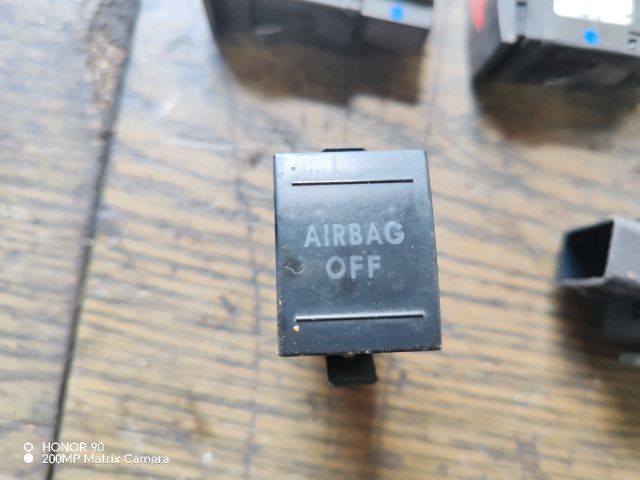 AIRBAG
OFF
HONOR 90
200MP Matrix Camera